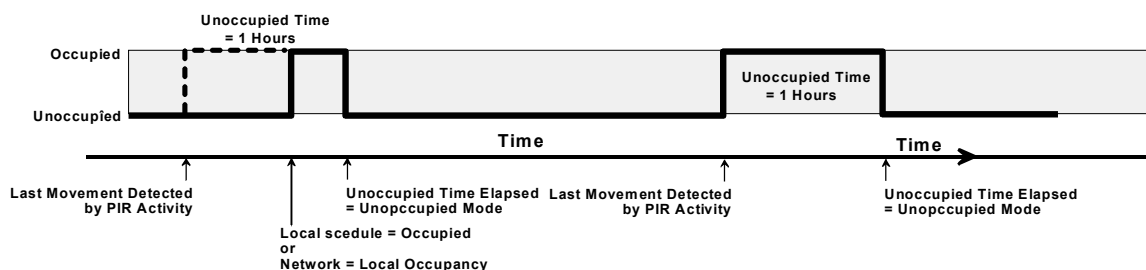 Unoccupied Time
= 1 Hours
Occupied
Unoccupîed
Unoccupied Time
= 1 Hours
Time
Time
Last Movement Detected
by PIR Activity
Unoccupied Time Elapsed
= Unopccupied Mode
Local scedule = Occupied
or
Network = Local Occupancy
Last Movement Detected
by PIR Activity
Unoccupied Time Elapsed
= Unopccupied Mode